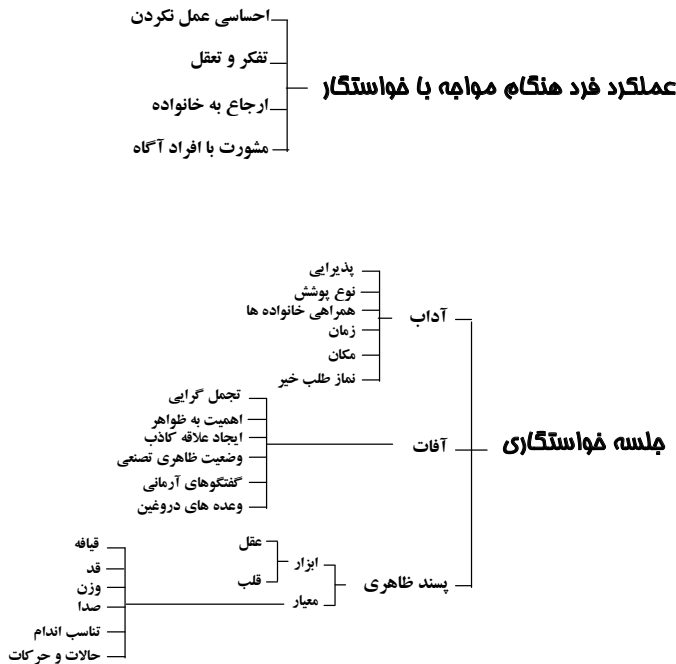 عملکرد فرد هنگام مواجه با خواستگار
احساسی عمل نکردن
تفکر و تعقل
ارجاع به خانواده
مشورت با افراد آگاه
جلسه خواستگاری
آداب
پذیرایی
نوع پوشش
همراهی خانواده ها
زمان
مکان
نماز طلب خیر
آفات
تجمل گرایی
اهمیت به ظواهر
ایجاد علاقه کاذب
وضعیت ظاهری تصنعی
گفتگوهای آرمانی
وعده های دروغین
پسند ظاهری
ابزار
عقل
قلب
معیار
قیافه
قد
وزن
صدا
تناسب اندام
حالات و حرکات